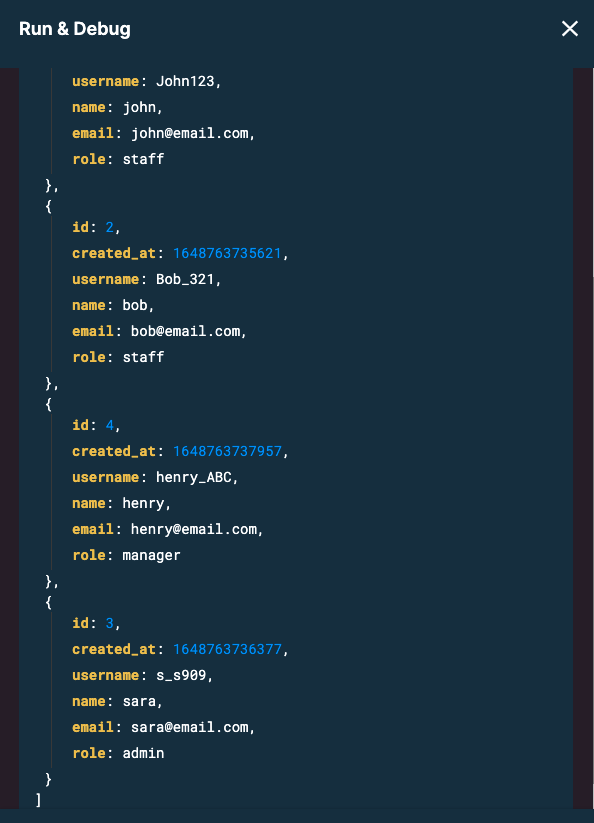 Run & Debug
username: John123,
name: john,
email: john@email.com,
role: staff
},
{
id: 2,
created_at: 1648763735621,
username: Bob_321,
name: bob,
email: bob@email.com,
role: staff
},
{
id: 4,
created_at: 1648763737957,
username: henry_ABC,
name: henry,
email: henry@email.com,
role: manager
},
{
id: 3,
created_at: 1648763736377,
username: s_s909,
name: sara,
email: sara@email.com,
role: admin
}
]